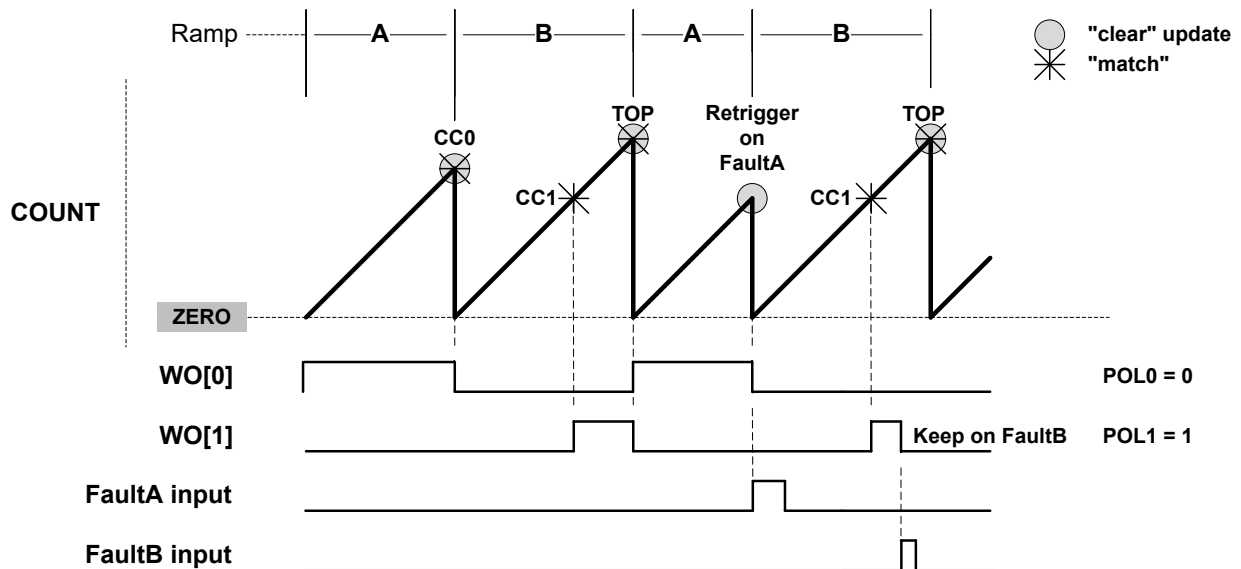 Ramp A B A B
"clear" update
"match"
CC0
TOP
Retrigger
on
FaultA
TOP
CC1
CC1
COUNT
ZERO
WO[0]
POL0 = 0
WO[1]
Keep on FaultB
POL1 = 1
FaultA input
FaultB input